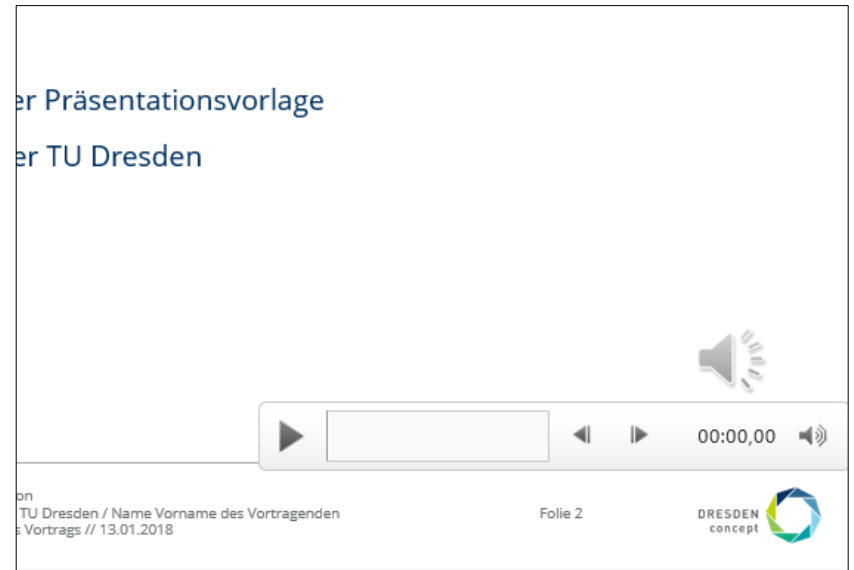 er Präsentationsvorlage
er TU Dresden
00:00,00
on
TU Dresden / Name Vorname des Vortragenden
s Vortrags // 13.01.2018
Folie 2
DRESDEN
concept